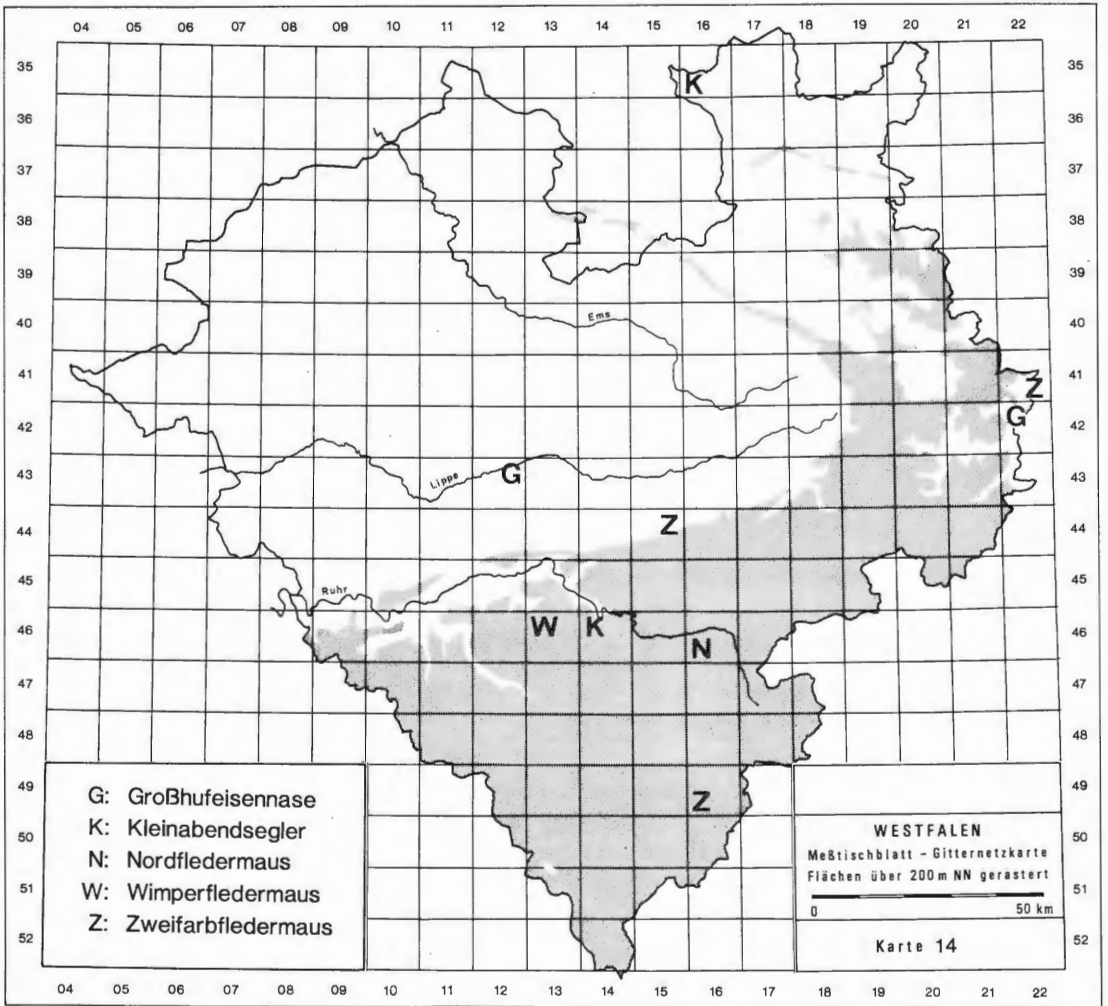 04 05 06 07 08 09 10 11 12 13 14 15 16 17 18 19 20 21 22
35 K 35
36 36
37 37
38 38
39 39
40 Ems 40
41 Z 41
G
42 42
43 Lippe G 43
44 Z 44
45 45
Ruhr
46 W K N 46
47 47
48 48
49 Z 49
50 50
51 51
52 52
G: Großhufeisennase
K: Kleinabendsegler
N: Nordfledermaus
W: Wimperfledermaus
Z: Zweifarbfledermaus
WESTFALEN
Meßtischblatt - Gitternetzkarte
Flächen über 200m NN gerastert
0 50 km
Karte 14
04 05 06 07 08 09 10 11 12 13 14 15 16 17 18 19 20 21 22